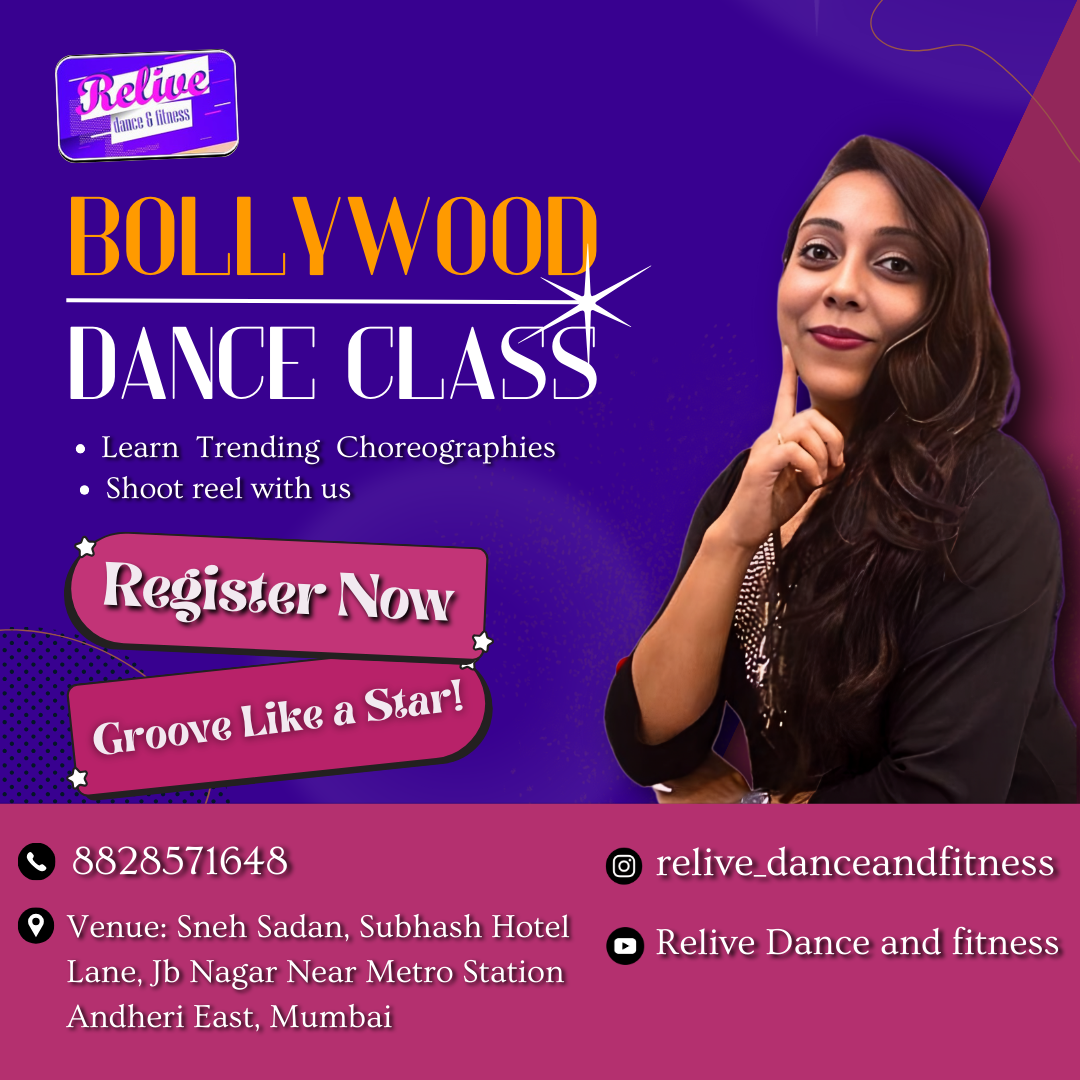 Relive
dance & fitness
BOLLYWOOD
DANCE CLASS
• Learn Trending Choreographies
• Shoot reel with us
Register Now
Groove Like a Star!
8828571648
Venue: Sneh Sadan, Subhash Hotel
Lane, Jb Nagar Near Metro Station
Andheri East, Mumbai
relive_danceandfitness
Relive Dance and fitness